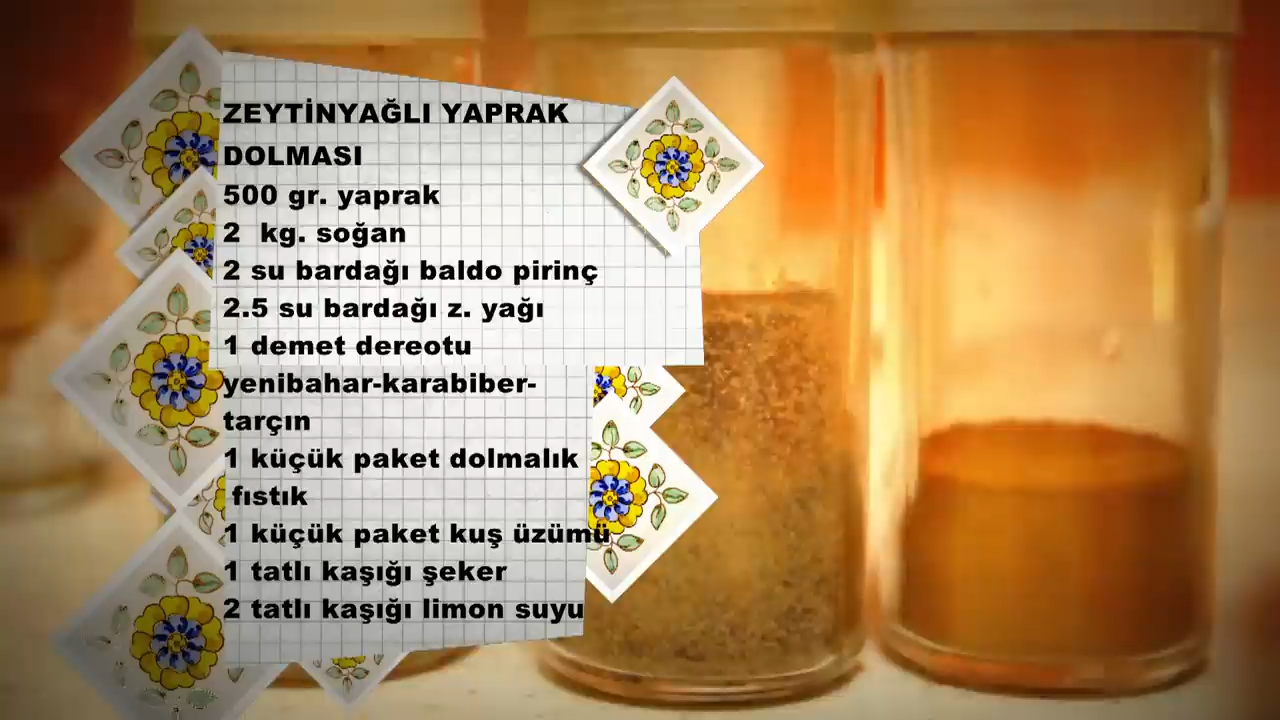 ZEYTİNYAĞLI YAPRAK
DOLMASI
500 gr. yaprak
2  kg. soğan
2 su bardağı baldo pirinç
2.5 su bardağı z. yağı
1 demet dereotu
yenibahar-karabiber-
tarçın
1 küçük paket dolmalık
fıstık
1 küçük paket kuş üzümü
1 tatlı kaşığı şeker
2 tatlı kaşığı limon suyu